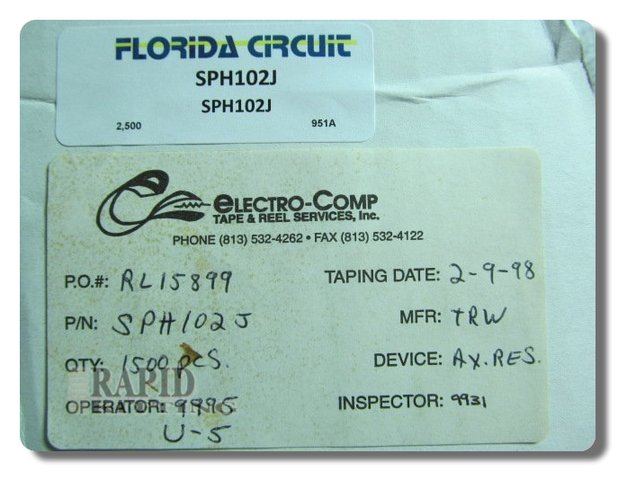 FLORIDA CIRCUIT
SPH102J
SPH102J
2,500 951A
ELECTRO-COMP
TAPE & REEL SERVICES, Inc.
PHONE (813) 532-4262 • FAX (813) 532-4122
P.O.#: RL15899 TAPING DATE: 2-9-98
P/N: SPH102J MFR: TRW
QTY: 1500 pcs. DEVICE: AX.RES.
RAPID
OPERATOR: 9995 INSPECTOR: 9931
U-5